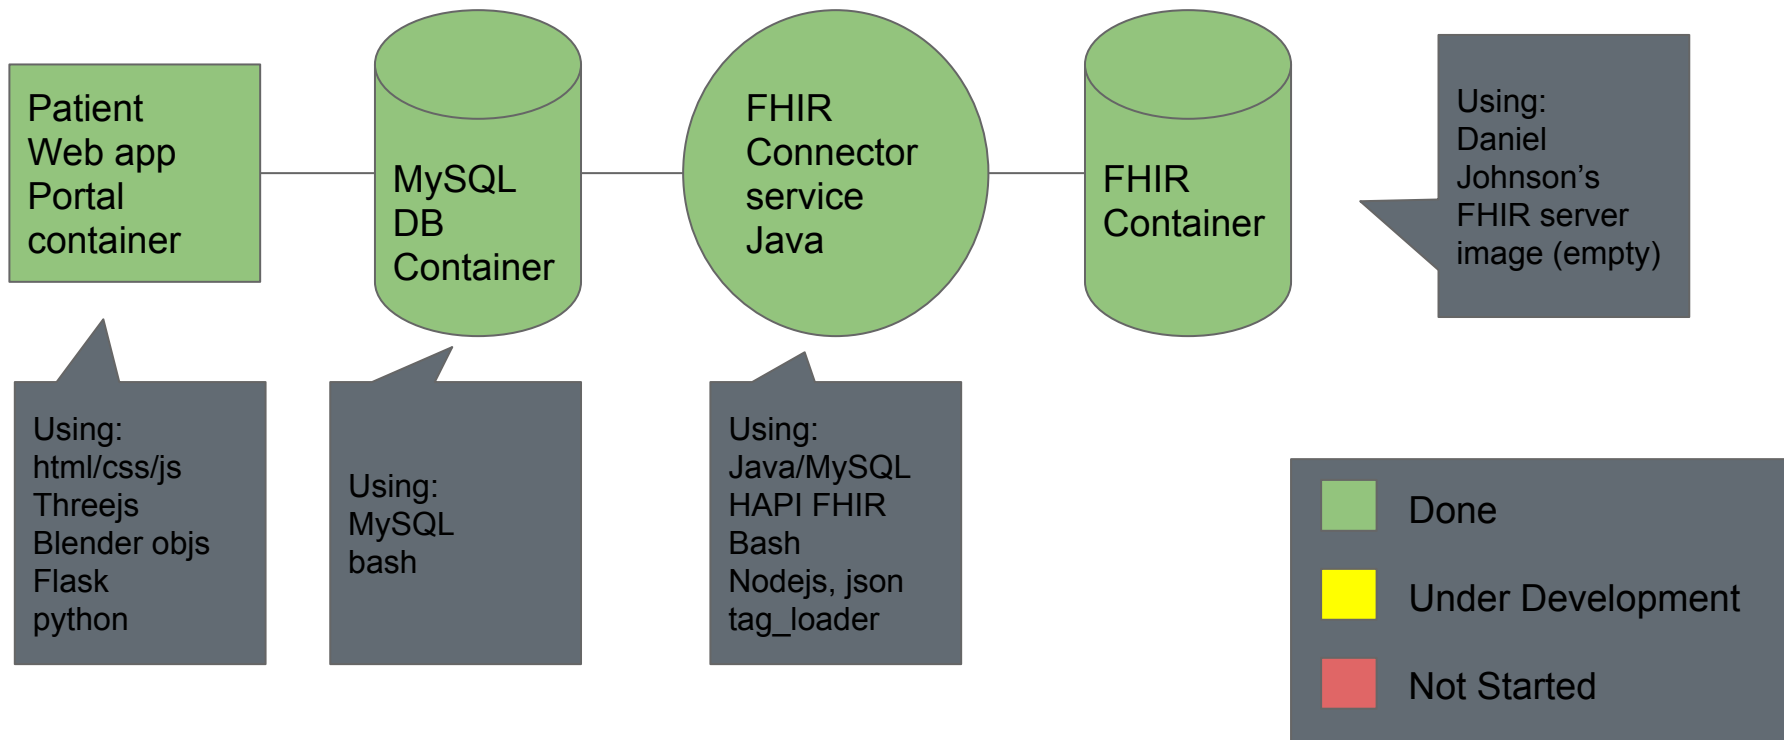 Patient
Web app
Portal
container
MySQL
DB
Container
FHIR
Connector
service
Java
FHIR
Container
Using:
Daniel
Johnson’s
FHIR server
image (empty)
Using:
html/css/js
Threejs
Blender objs
Flask
python
Using:
MySQL
bash
Using:
Java/MySQL
HAPI FHIR
Bash
Nodejs, json
tag_loader
Done
Under Development
Not Started